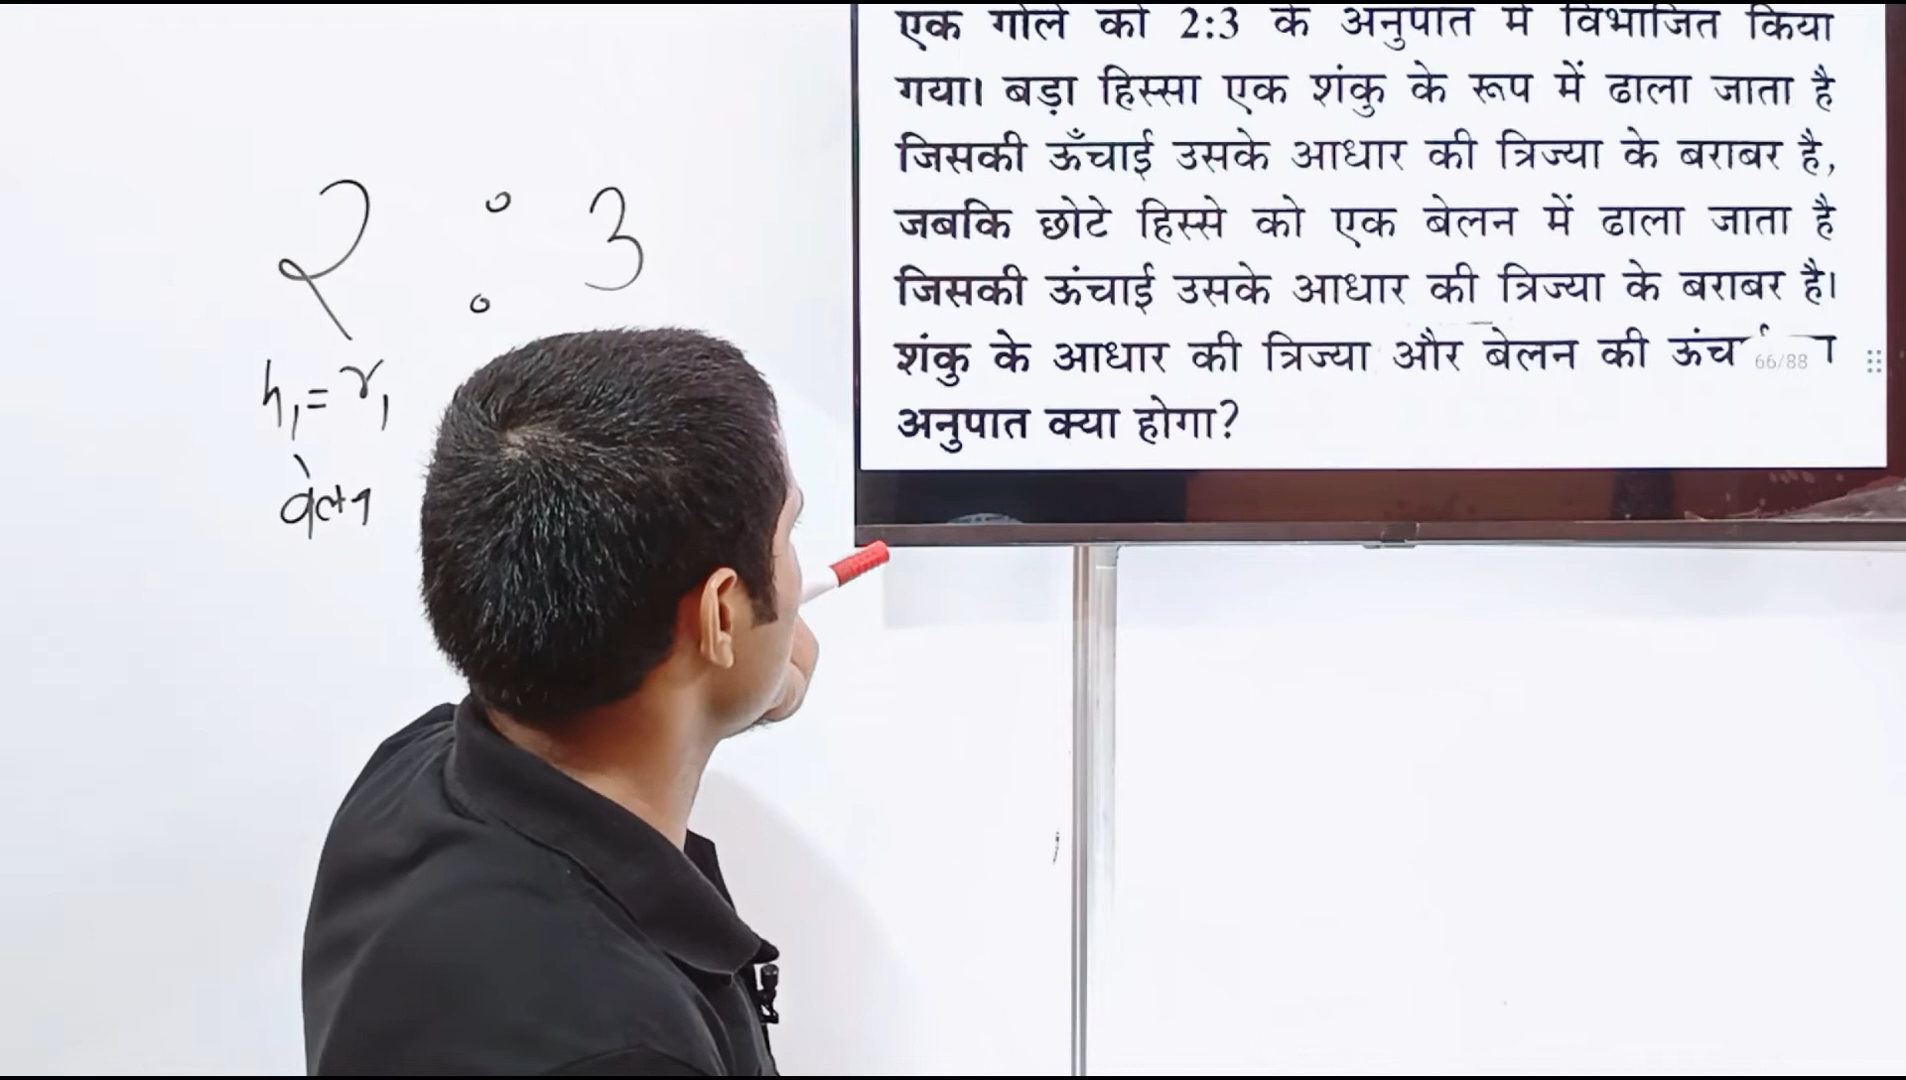 एक गोले को 2:3 के अनुपात में विभाजित किया
गया। बड़ा हिस्सा एक शंकु के रूप में ढाला जाता है
जिसकी ऊँचाई उसके आधार की त्रिज्या के बराबर है,
जबकि छोटे हिस्से को एक बेलन में ढाला जाता है
जिसकी ऊंचाई उसके आधार की त्रिज्या के बराबर है।
शंकु के आधार की त्रिज्या और बेलन की
66/88
अनुपात क्या होगा?
2 : 3
h₁ = r₁
बेलन